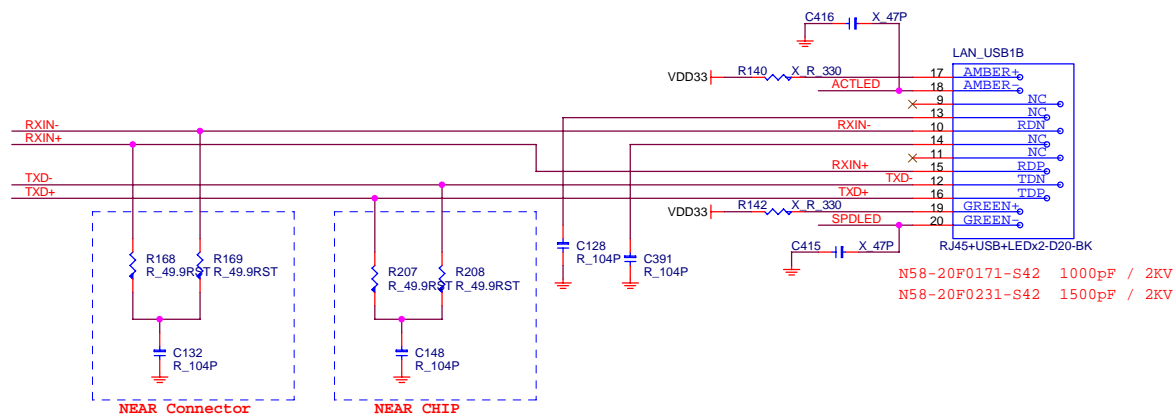 C416 X_47P
LAN_USB1B
VDD33 R140 X_R_330 17 AMBER+
ACTLED 18 AMBER-
9 NC
13 NC
RXIN- RXIN- 10 RDN
RXIN+ 14 NC
11 NC
RXIN+ 15 RDP
TXD- TXD- 12 TDN
TXD+ TXD+ 16 TDP
VDD33 R142 X_R_330 19 GREEN+
SPDLED 20 GREEN-
RJ45+USB+LEDx2-D20-BK
C415 X_47P
C128
R_104P
C391
R_104P
R168
R_49.9RST
R169
R_49.9RST
R207
R_49.9RST
R208
R_49.9RST
N58-20F0171-S42 1000pF / 2KV
N58-20F0231-S42 1500pF / 2KV
C132
R_104P
C148
R_104P
NEAR Connector
NEAR CHIP